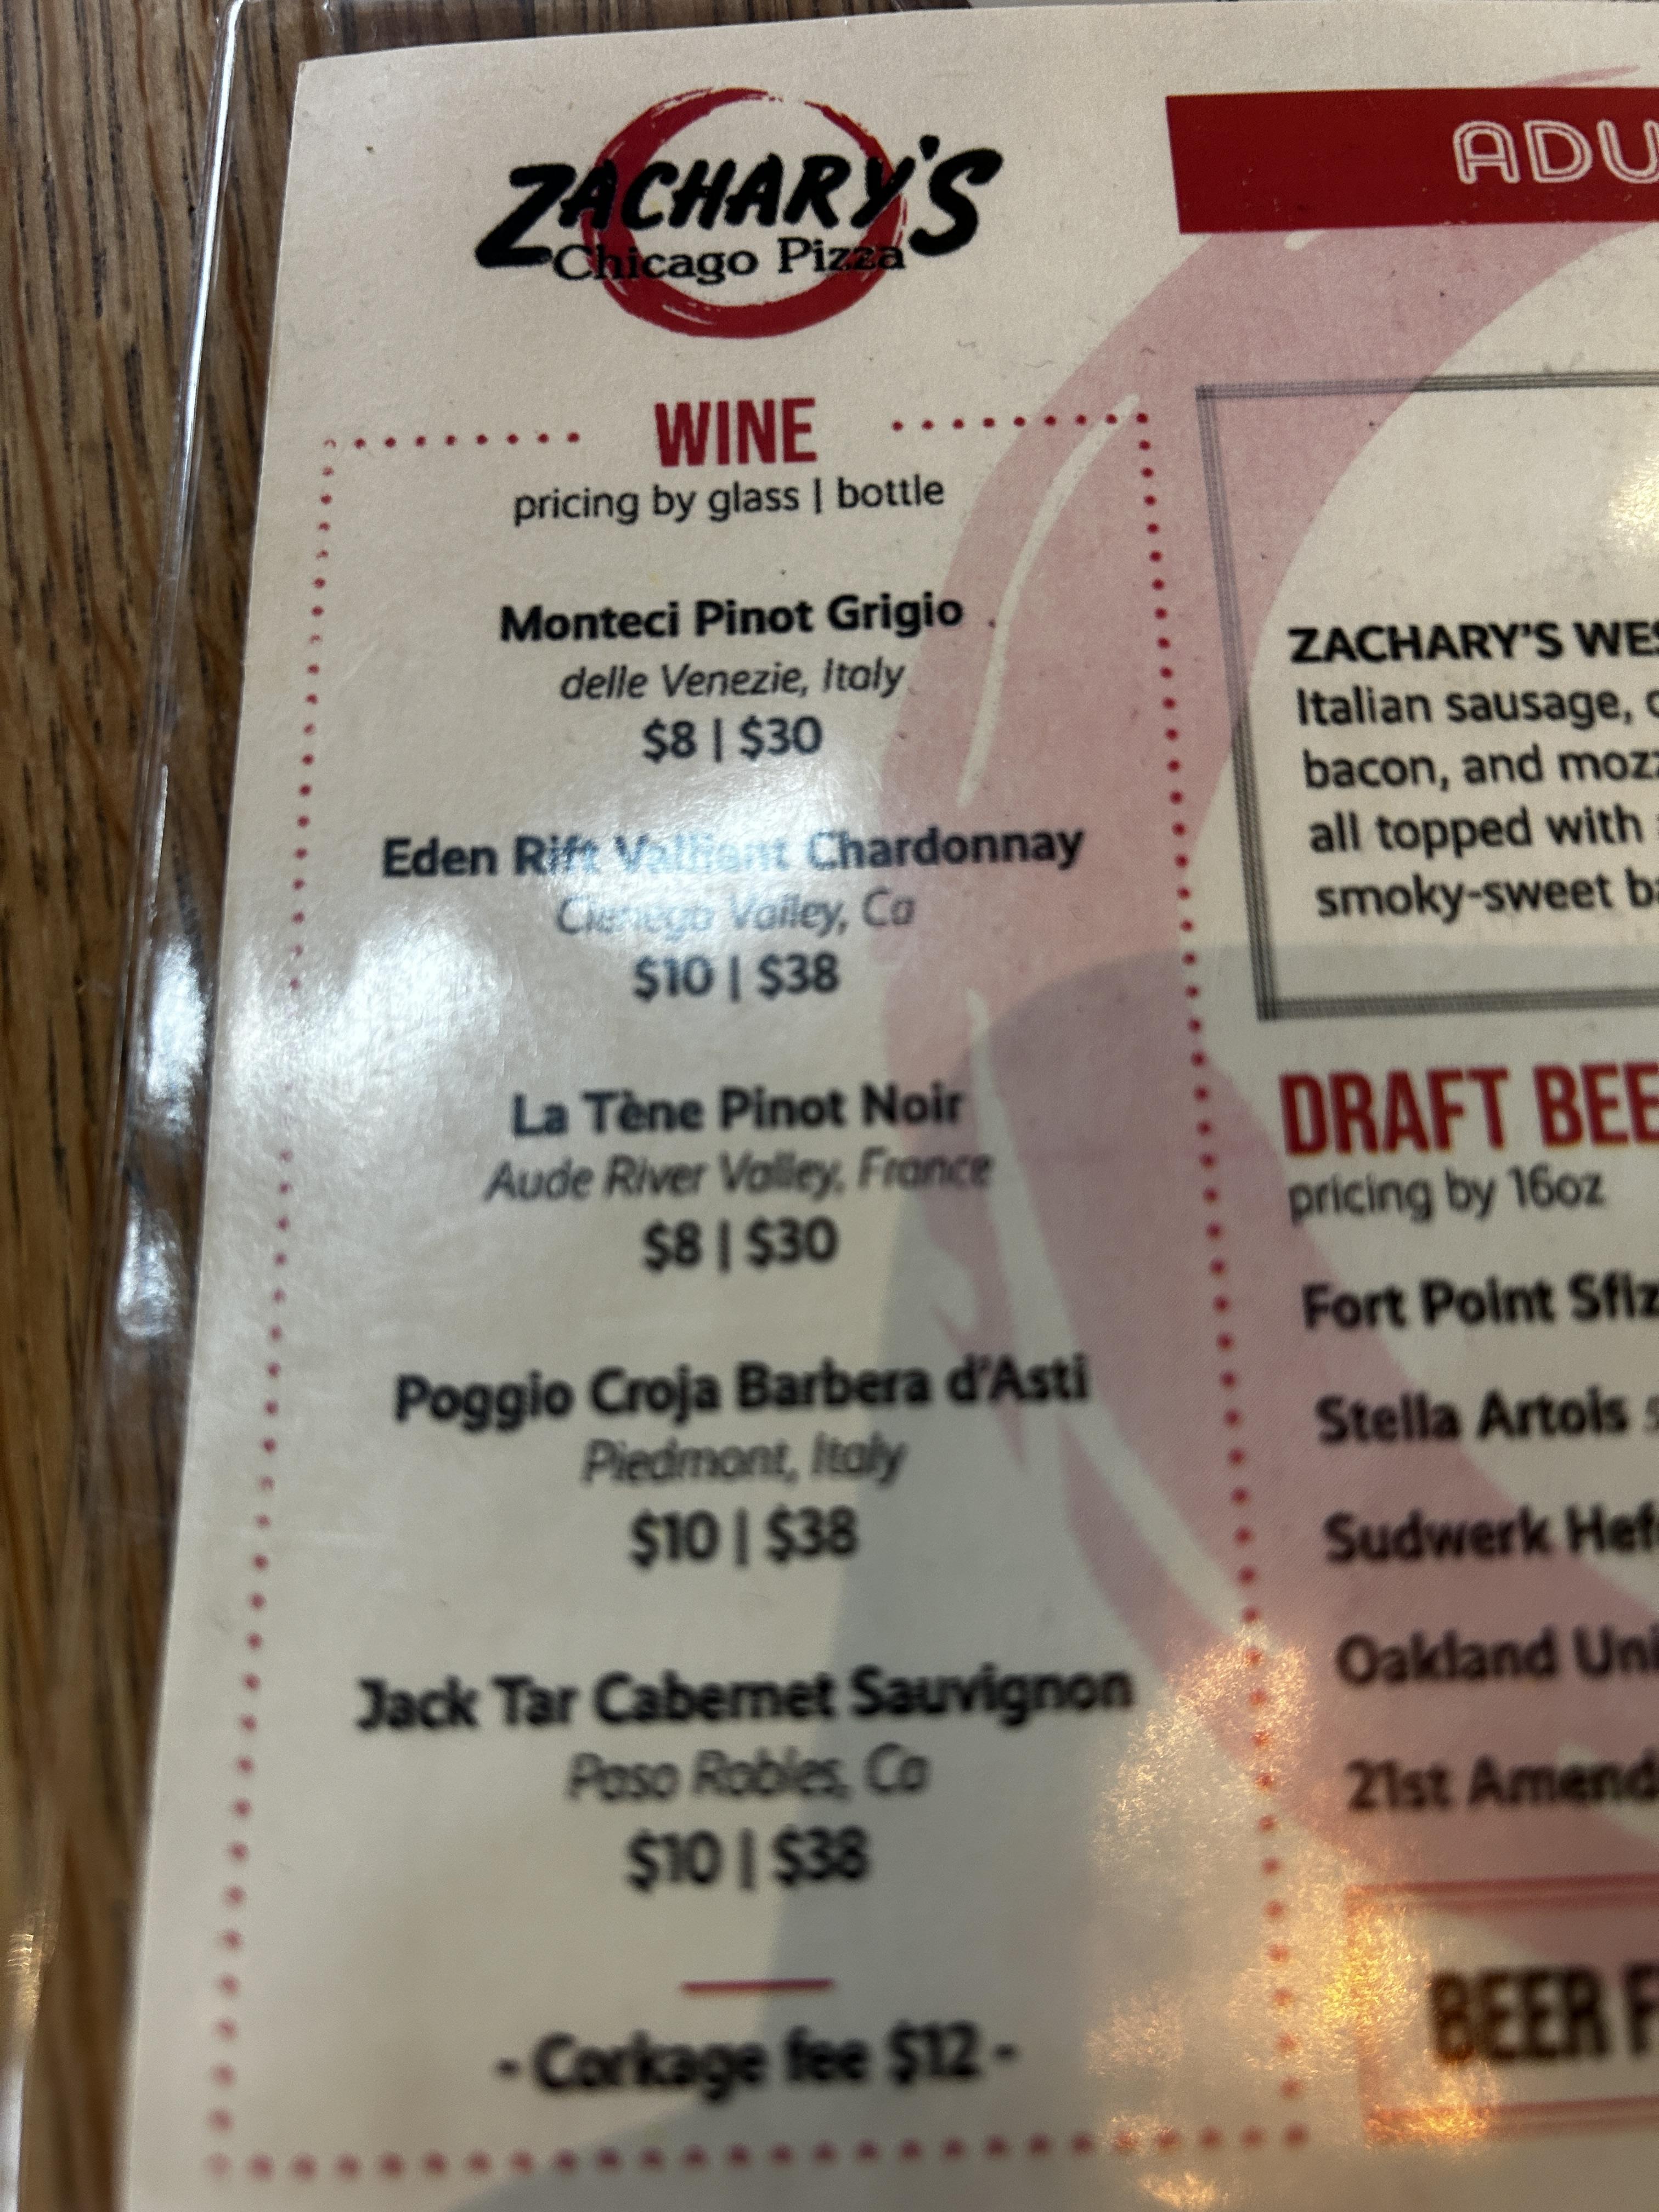 ZACHARY'S
Chicago Pizza
WINE
pricing by glass | bottle
Monteci Pinot Grigio
delle Venezie, Italy
$8 | $30
Eden Rift Vallient Chardonnay
Cienega Valley, Ca
$10 | $38
La Tène Pinot Noir
Aude River Valley, France
$8 | $30
Poggio Croja Barbera d'Asti
Piedmont, Italy
$10 | $38
Jack Tar Cabernet Sauvignon
Paso Robles, Ca
$10 | $38
- Corkage fee $12 -
ADU
ZACHARY'S WES
Italian sausage, c
bacon, and mozz
all topped with
smoky-sweet ba
DRAFT BEE
pricing by 16oz
Fort Point Sfiz
Stella Artois 5
Sudwerk Hef
Oakland Uni
21st Amend
BEER F